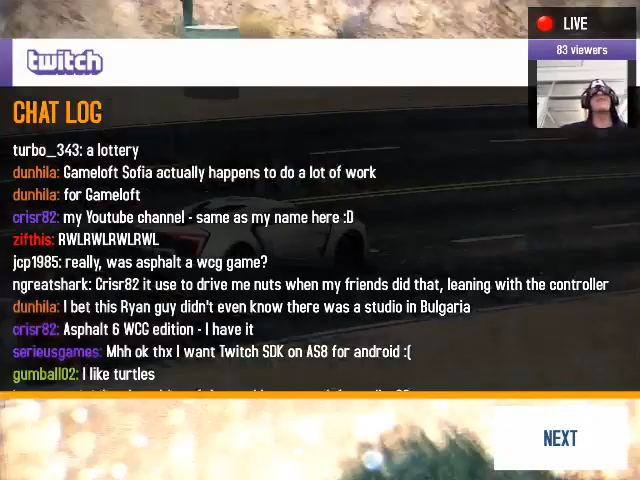 LIVE
83 viewers
twitch
CHAT LOG
turbo_343: a lottery
dunhila: Gameloft Sofia actually happens to do a lot of work
dunhila: for Gameloft
crisr82: my Youtube channel - same as my name here :D
zifthis: RWLRWLRWLRWL
jcp1985: really, was asphalt a wcg game?
ngreatshark: Crisr82 it use to drive me nuts when my friends did that, leaning with the controller
dunhila: I bet this Ryan guy didn't even know there was a studio in Bulgaria
crisr82: Asphalt 6 WCG edition - I have it
serieusgames: Mhh ok thx I want Twitch SDK on AS8 for android :(
gumball02: I like turtles
NEXT